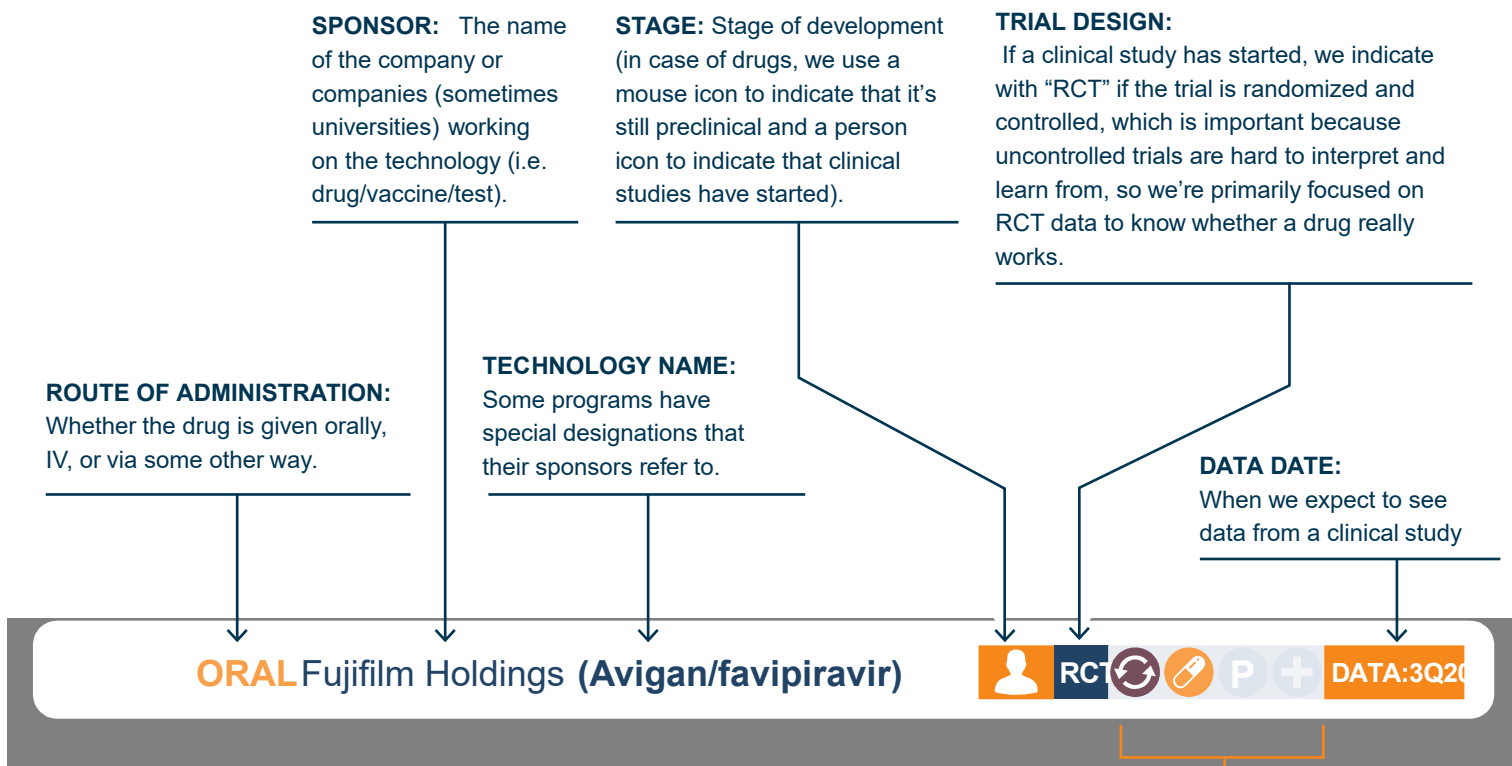 SPONSOR: The name
of the company or
companies (sometimes
universities) working
on the technology (i.e.
drug/vaccine/test).
STAGE: Stage of development
(in case of drugs, we use a
mouse icon to indicate that it's
still preclinical and a person
icon to indicate that clinical
studies have started).
TRIAL DESIGN:
If a clinical study has started, we indicate
with “RCT” if the trial is randomized and
controlled, which is important because
uncontrolled trials are hard to interpret and
learn from, so we’re primarily focused on
RCT data to know whether a drug really
works.
ROUTE OF ADMINISTRATION:
Whether the drug is given orally,
IV, or via some other way.
TECHNOLOGY NAME:
Some programs have
special designations that
their sponsors refer to.
DATA DATE:
When we expect to see
data from a clinical study
ORAL Fujifilm Holdings (Avigan/favipiravir) RCT P DATA:3Q20